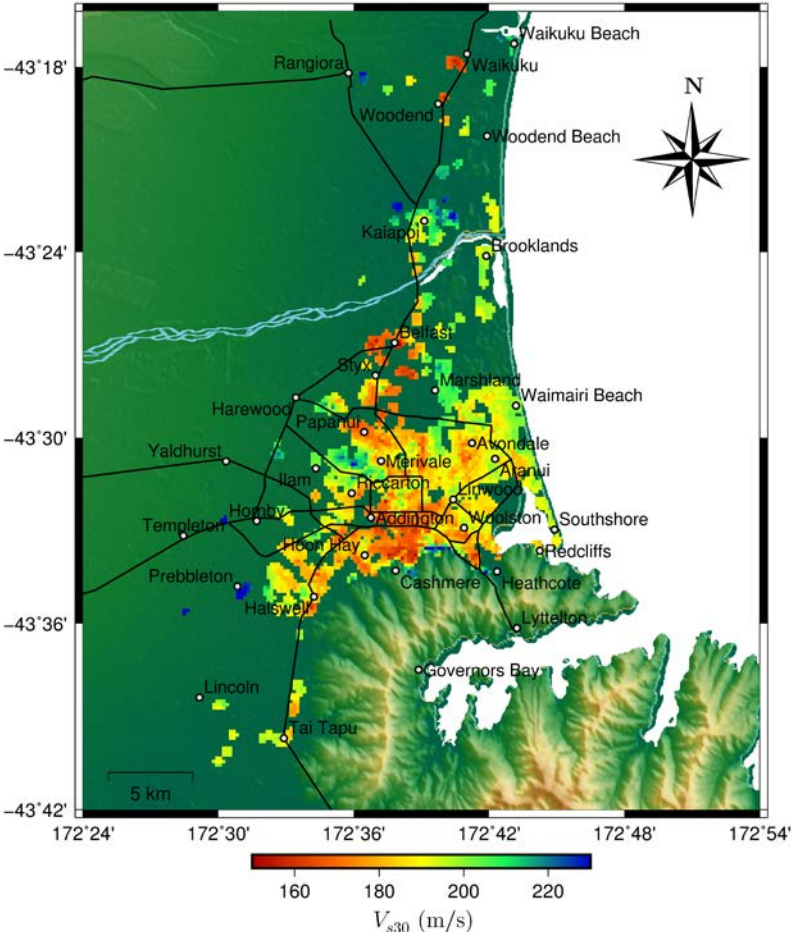 Waikuku Beach
−43°18'
Rangiora
Waikuku
N
Woodend
Woodend Beach
Kaiapoi
−43°24'
Brooklands
Belfast
Styx
Marshland
Waimairi Beach
Harewood
Papanui
−43°30'
Avondale
Yaldhurst
Merivale
Aranui
Ilam
Riccarton
Linwood
Hornby
Addington
Woolston
Southshore
Templeton
Hoon Hay
Redcliffs
Prebbleton
Cashmere
Heathcote
Halswell
−43°36'
Lyttelton
Governors Bay
Lincoln
Tai Tapu
5 km
−43°42'
172°24' 172°30' 172°36' 172°42' 172°48' 172°54'
160 180 200 220
Vs30 (m/s)